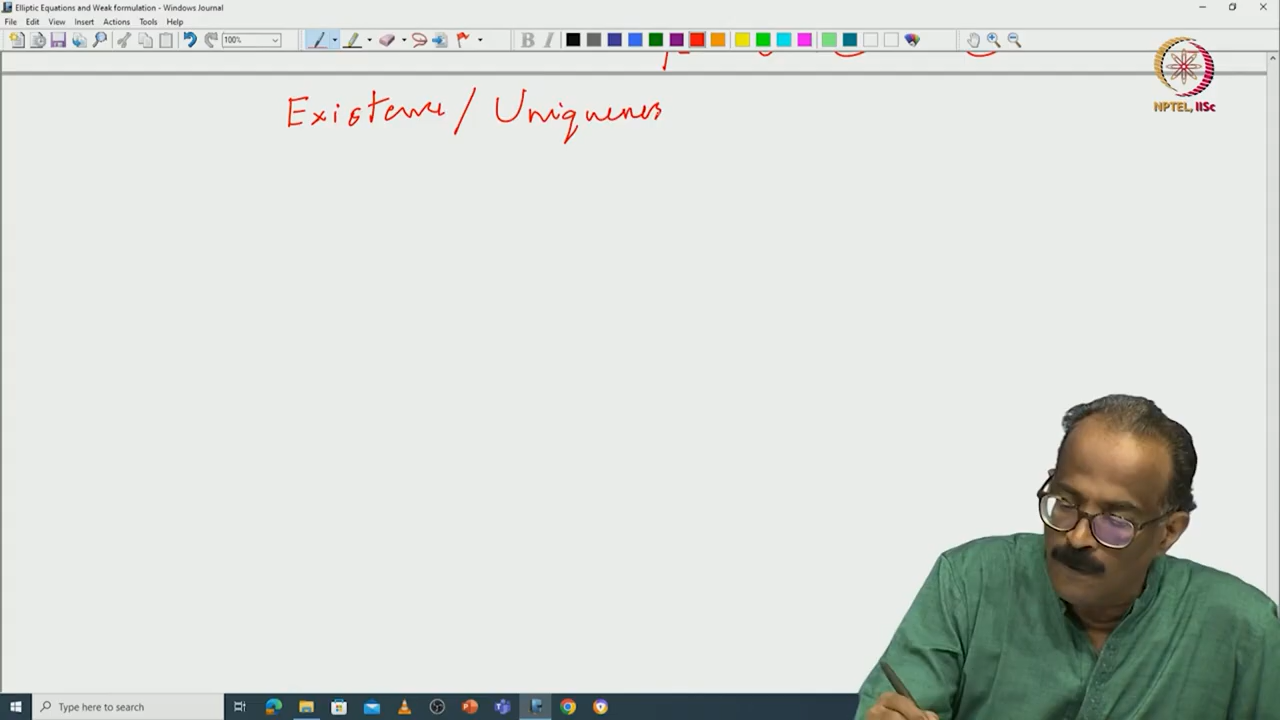 Elliptic Equations and Weak formulation - Windows Journal
File Edit View Insert Actions Tools Help
100%
B I
NPTEL, IISc
Existence / Uniqueness
Type here to search